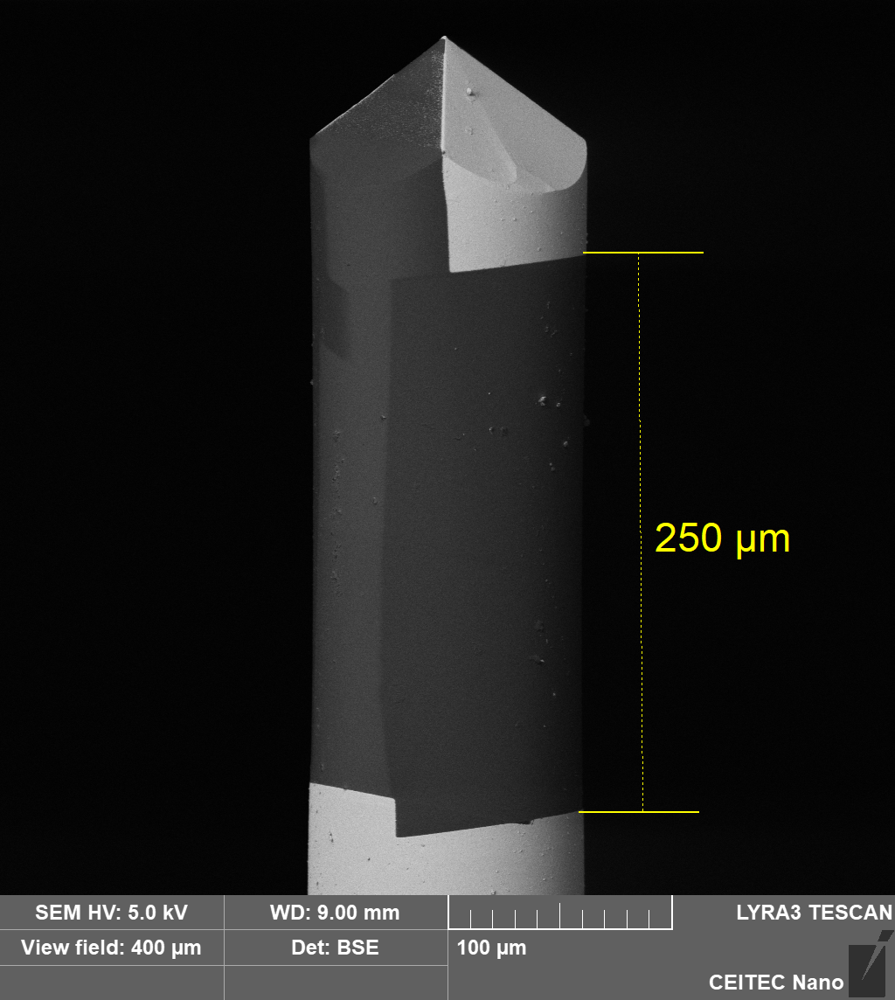 250 µm
SEM HV: 5.0 kV
WD: 9.00 mm
LYRA3 TESCAN
View field: 400 µm
Det: BSE
100 µm
CEITEC Nano